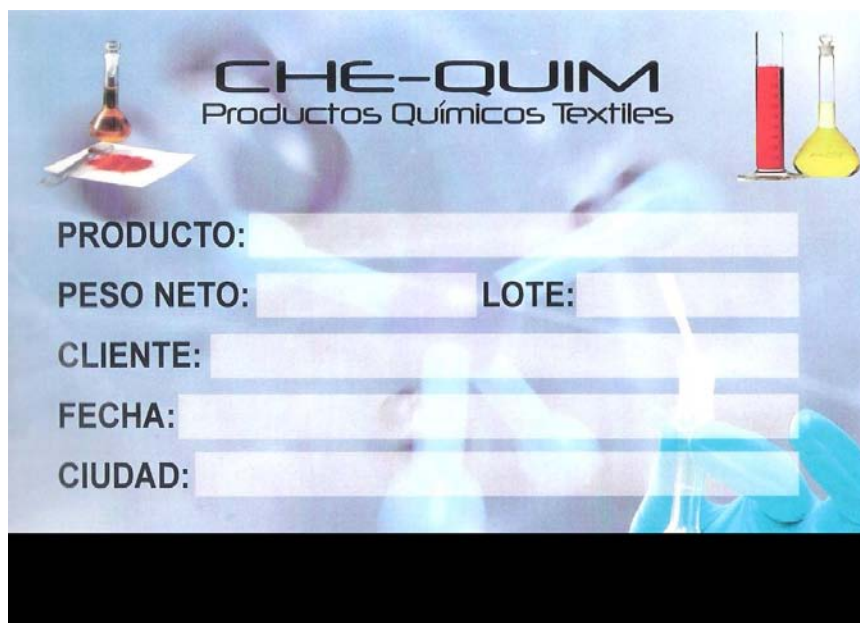 CHE-QUIM
Productos Químicos Textiles
PRODUCTO:
PESO NETO: LOTE:
CLIENTE:
FECHA:
CIUDAD: